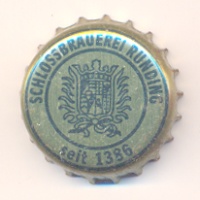 SCHLOSSBRAUEREI RUNDING
seit 1386